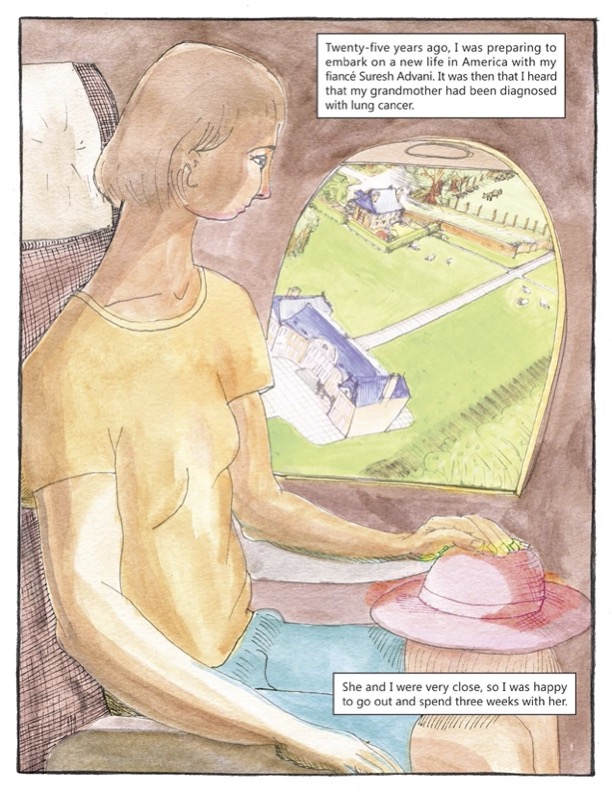 Twenty-five years ago, I was preparing to
embark on a new life in America with my
fiancé Suresh Advani. It was then that I heard
that my grandmother had been diagnosed
with lung cancer.
She and I were very close, so I was happy
to go out and spend three weeks with her.